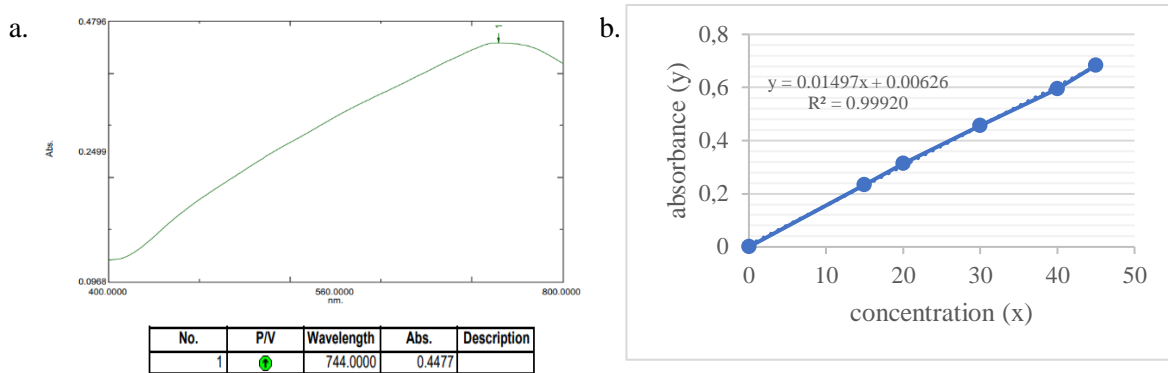 a.
0.4796
1
Abs.
0.2499
0.0968
400.0000
560.0000
800.0000
nm.
No. P/V Wavelength Abs. Description
1 744.0000 0.4477
b.
0,8
0,6
0,4
0,2
0
absorbance (y)
y = 0.01497x + 0.00626
R² = 0.99920
0 10 20 30 40 50
concentration (x)